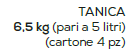 TANICA
6,5 kg (pari a 5 litri)
(cartone 4 pz)